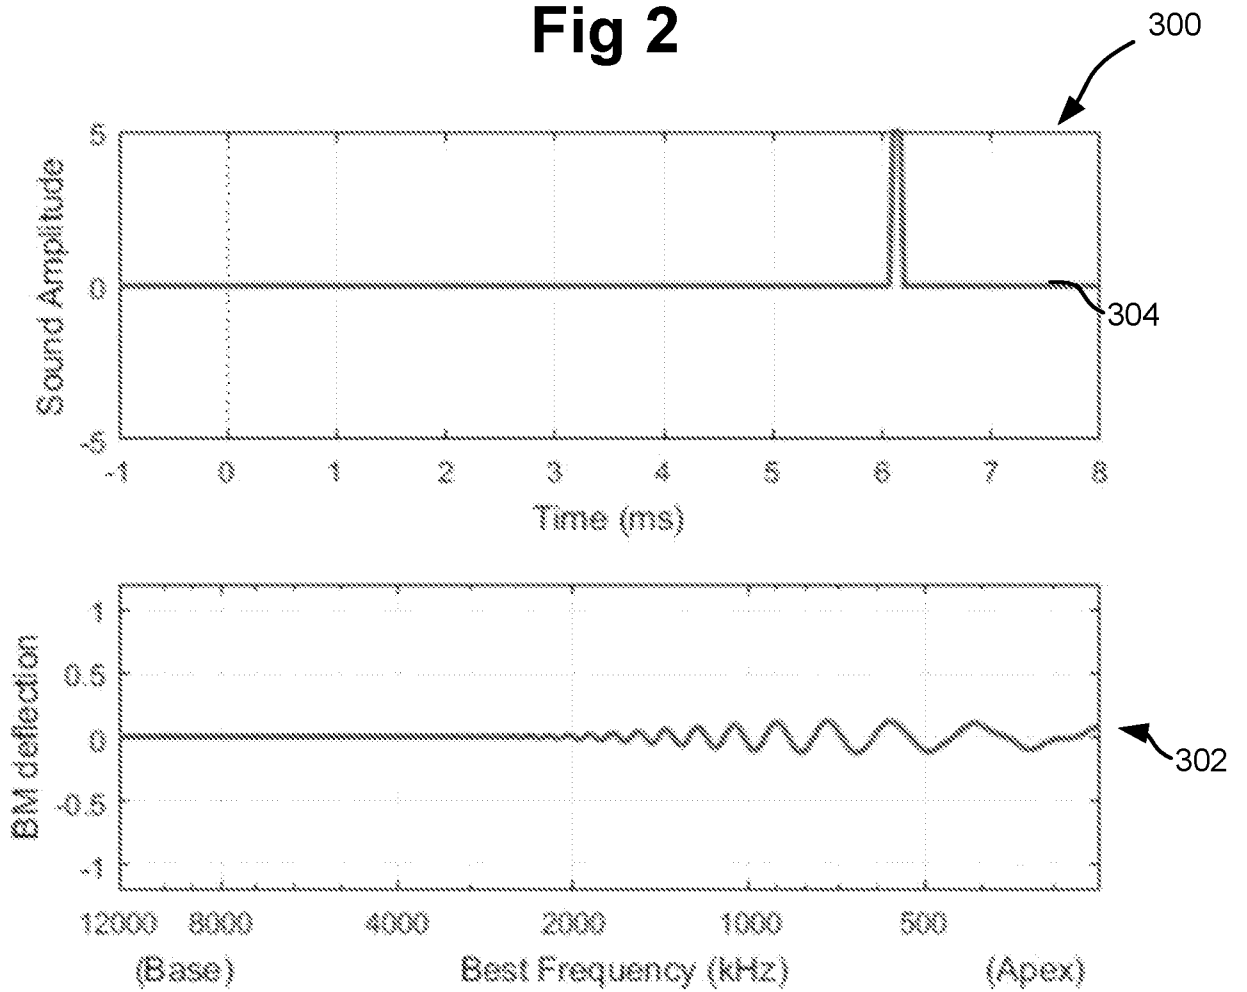 Fig 2
300
Sound Amplitude
5
0
-5
304
-1 0 1 2 3 4 5 6 7 8
Time (ms)
BM deflection
1
0.5
0
-0.5
-1
302
12000 8000 4000 2000 1000 500
(Base) Best Frequency (kHz) (Apex)